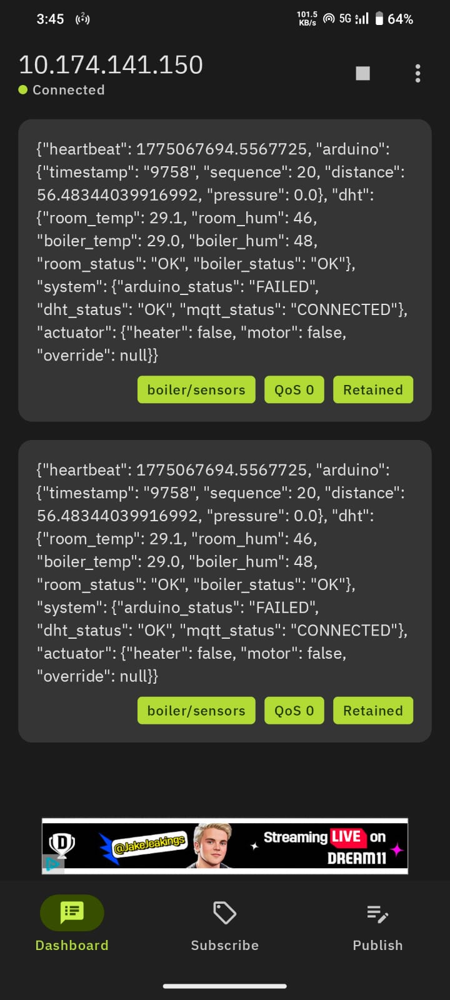 3:45
2
101.5
KB/s
5G
64%
10.174.141.150
Connected
{"heartbeat": 1775067694.5567725, "arduino":
{"timestamp": "9758", "sequence": 20, "distance":
56.48344039916992, "pressure": 0.0}, "dht":
{"room_temp": 29.1, "room_hum": 46,
"boiler_temp": 29.0, "boiler_hum": 48,
"room_status": "OK", "boiler_status": "OK"},
"system": {"arduino_status": "FAILED",
"dht_status": "OK", "mqtt_status": "CONNECTED"},
"actuator": {"heater": false, "motor": false,
"override": null}}
boiler/sensors
QoS 0
Retained
{"heartbeat": 1775067694.5567725, "arduino":
{"timestamp": "9758", "sequence": 20, "distance":
56.48344039916992, "pressure": 0.0}, "dht":
{"room_temp": 29.1, "room_hum": 46,
"boiler_temp": 29.0, "boiler_hum": 48,
"room_status": "OK", "boiler_status": "OK"},
"system": {"arduino_status": "FAILED",
"dht_status": "OK", "mqtt_status": "CONNECTED"},
"actuator": {"heater": false, "motor": false,
"override": null}}
boiler/sensors
QoS 0
Retained
D
@JakeJeakings
Streaming LIVE on
DREAM11
Dashboard
Subscribe
Publish